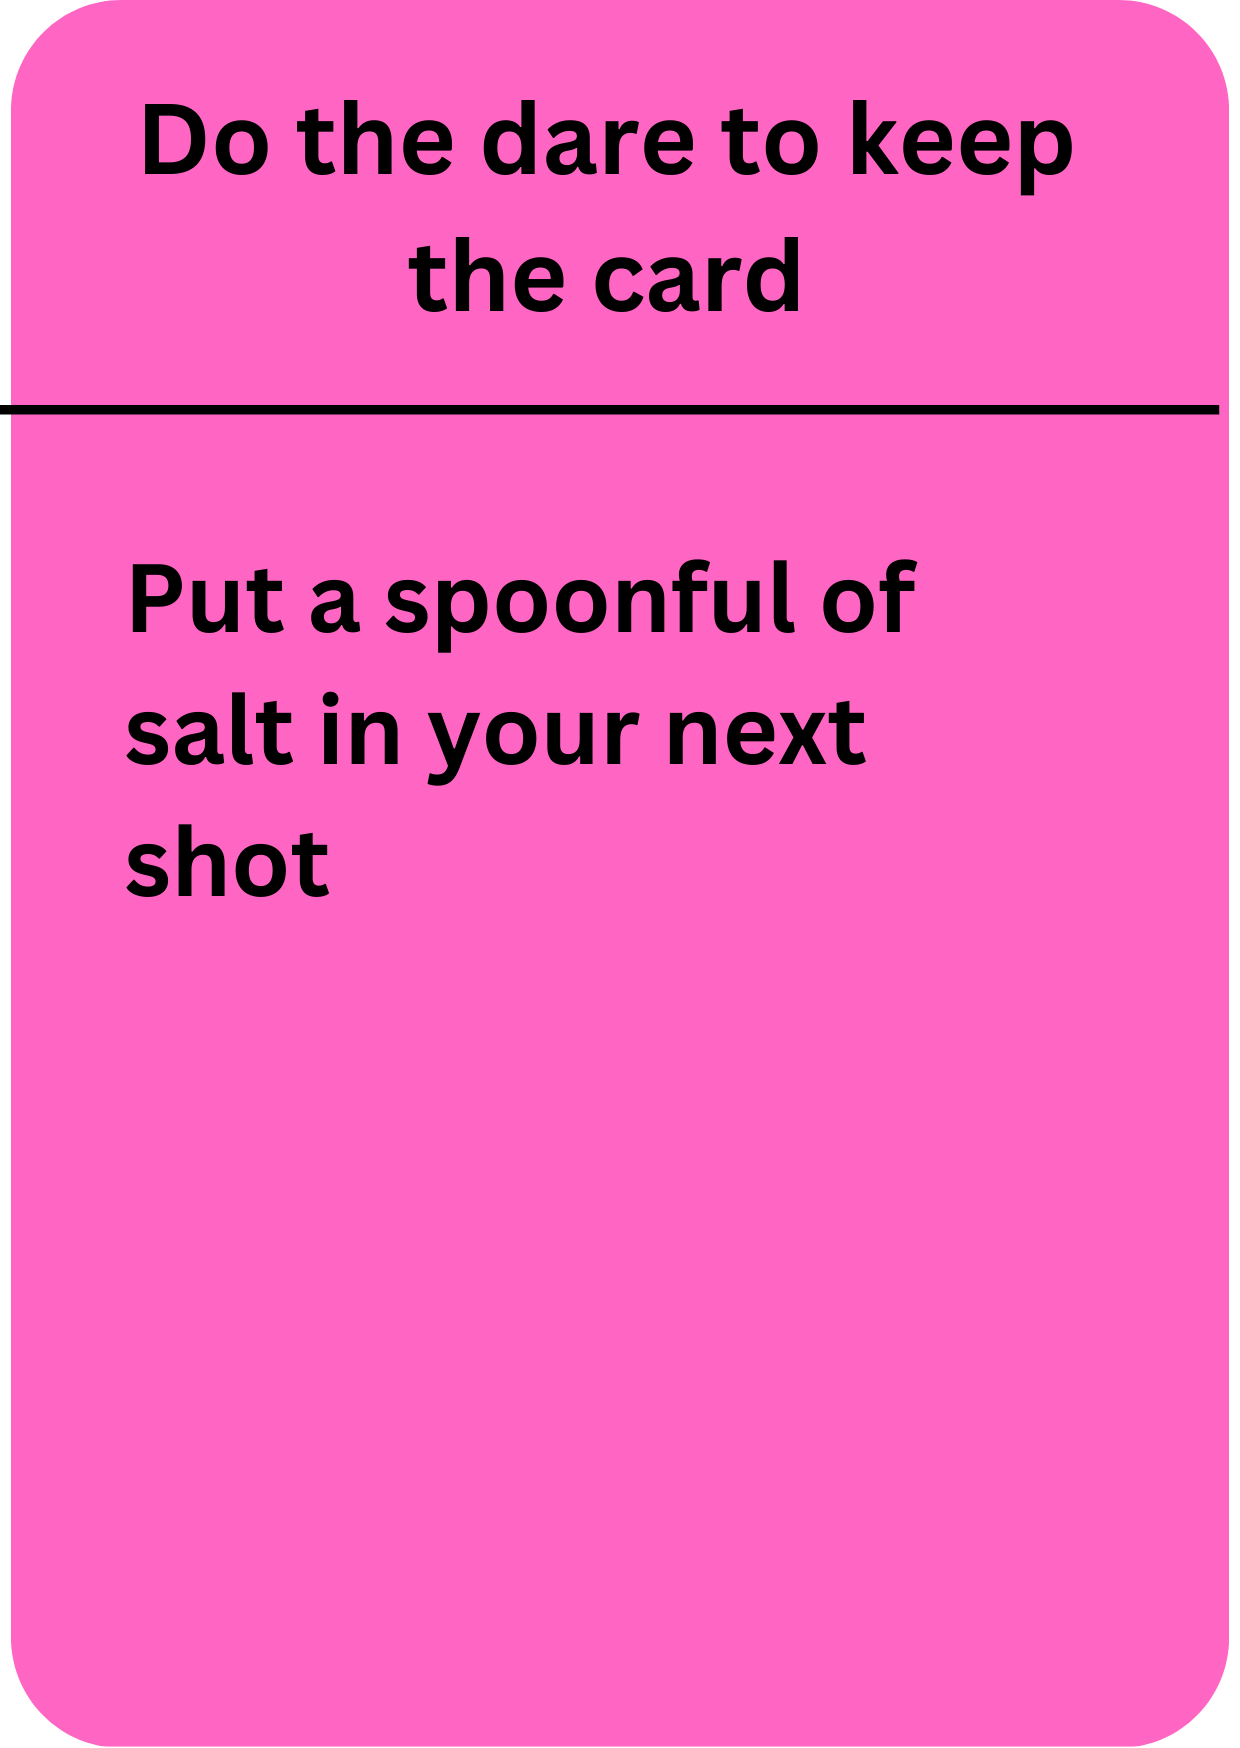 Do the dare to keep
the card
Put a spoonful of
salt in your next
shot